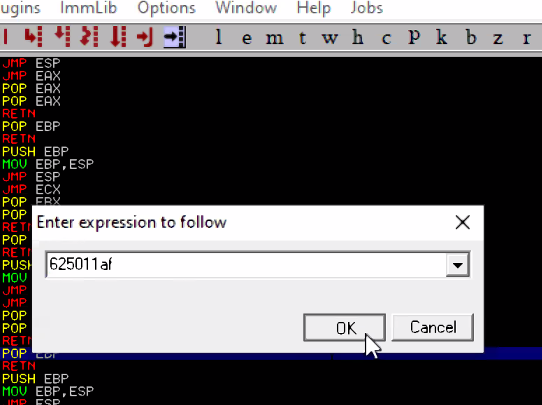 ugins ImmLib Options Window Help Jobs
l e m t w h c P k b z r
JMP ESP
JMP EAX
POP EAX
POP EAX
RETN
POP EBP
RETN
PUSH EBP
MOV EBP,ESP
JMP ESP
JMP ECX
POP EBX
POP
Enter expression to follow
RETN
POP
RETN
625011af
PUSH
MOV
JMP
JMP
POP
POP
OK Cancel
RETN
POP EBP
RETN
PUSH EBP
MOV EBP,ESP
JMP ESP